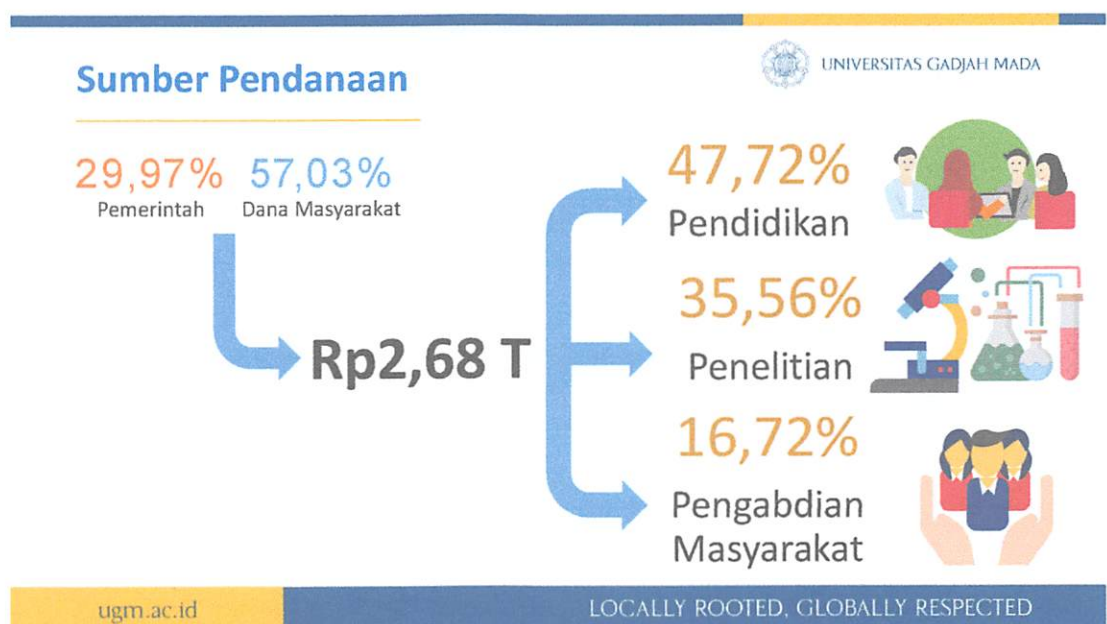 Sumber Pendanaan
UNIVERSITAS GADJAH MADA
29,97% 57,03%
Pemerintah Dana Masyarakat
Rp2,68 T
47,72%
Pendidikan
35,56%
Penelitian
16,72%
Pengabdian
Masyarakat
ugm.ac.id
LOCALLY ROOTED, GLOBALLY RESPECTED